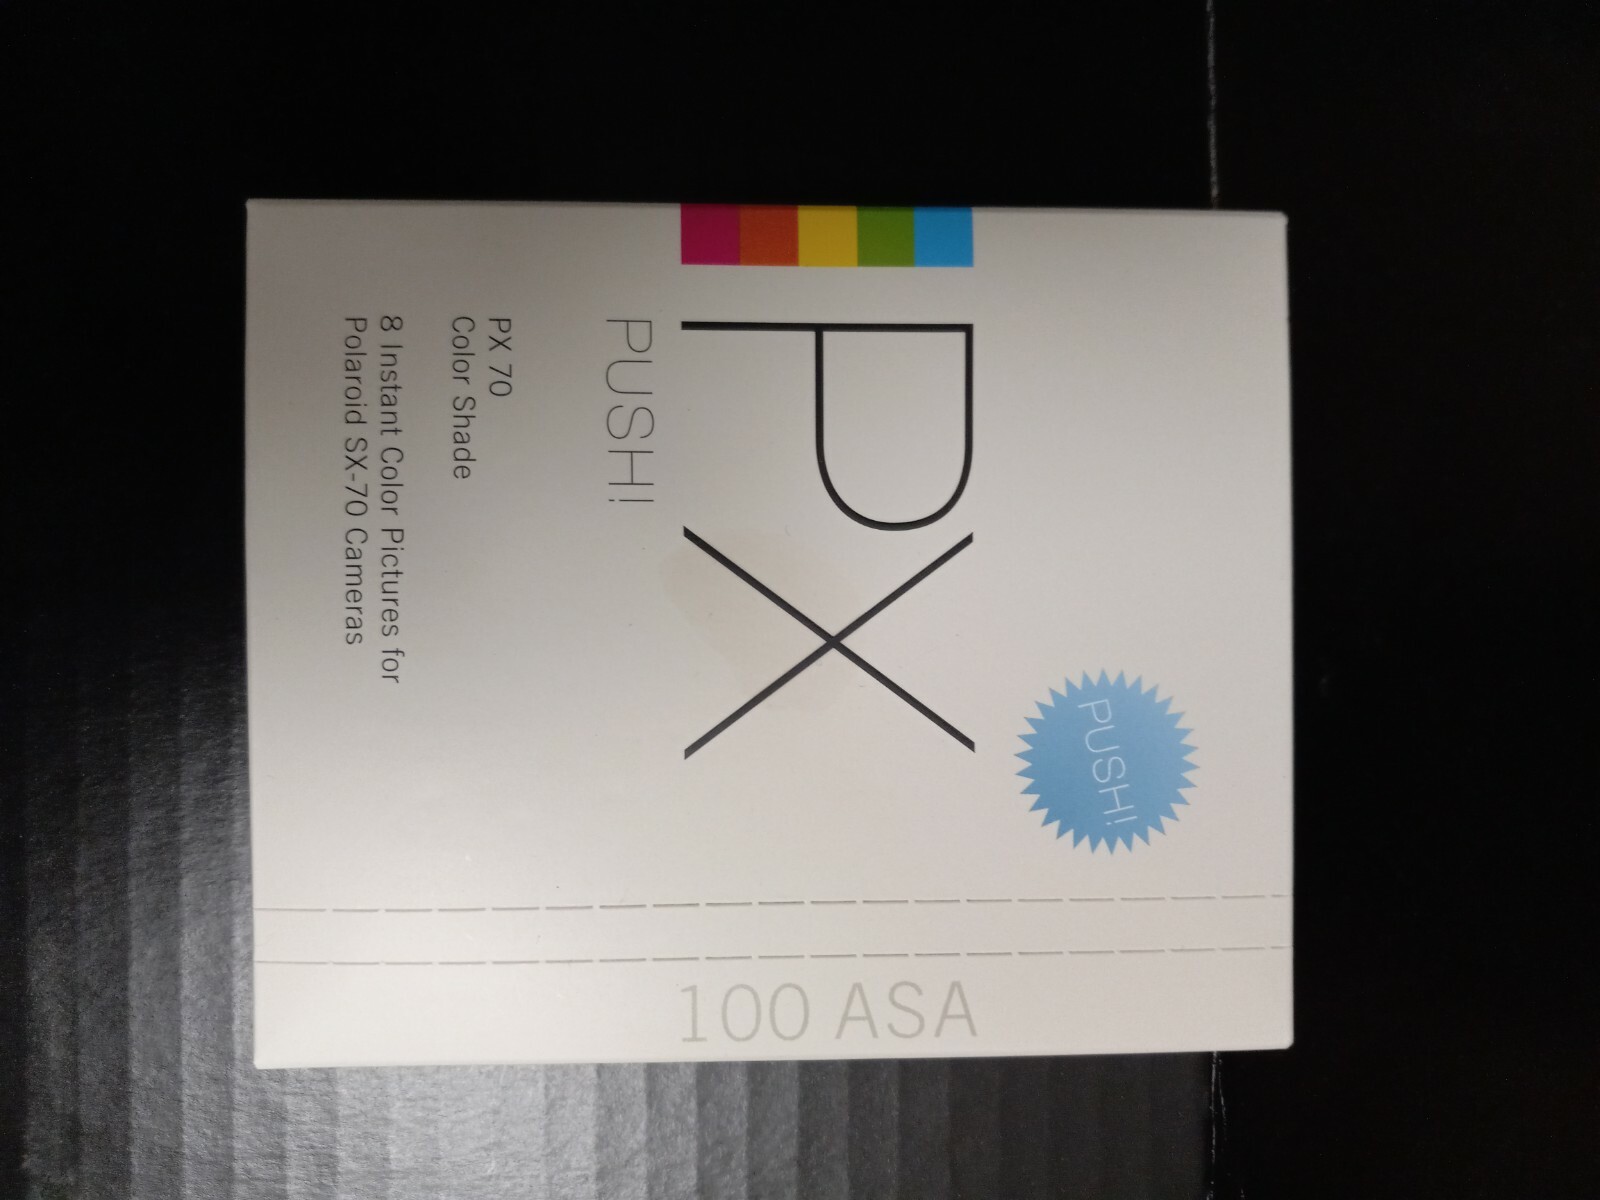 PUSH!
PX
PUSH!
PX 70
Color Shade
8 Instant Color Pictures for
Polaroid SX-70 Cameras
100 ASA